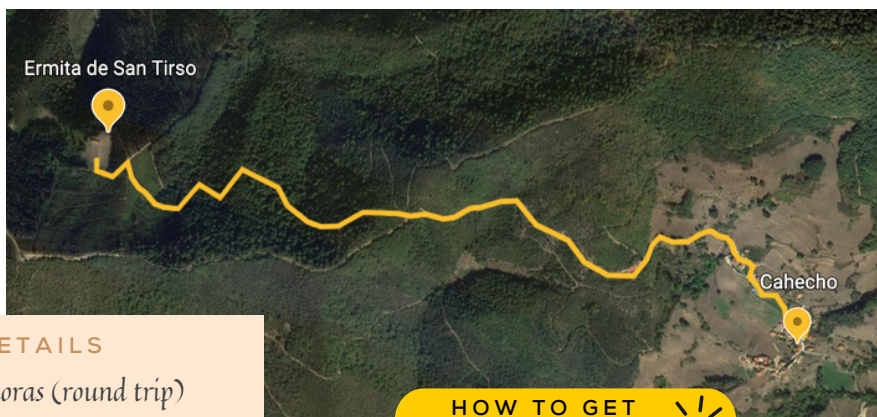 Ermita de San Tirso
Cahecho
ETAILS
oras (round trip)
HOW TO GET